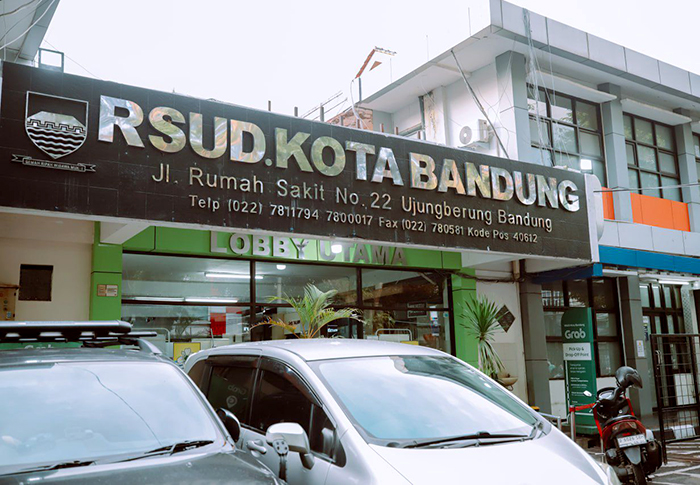 RSUD.KOTA BANDUNG
Jl. Rumah Sakit No.22 Ujungberung Bandung
Telp (022) 7811794 7800017 Fax (022) 780581 Kode Pos 40612
LOBBY UTAMA
Grab